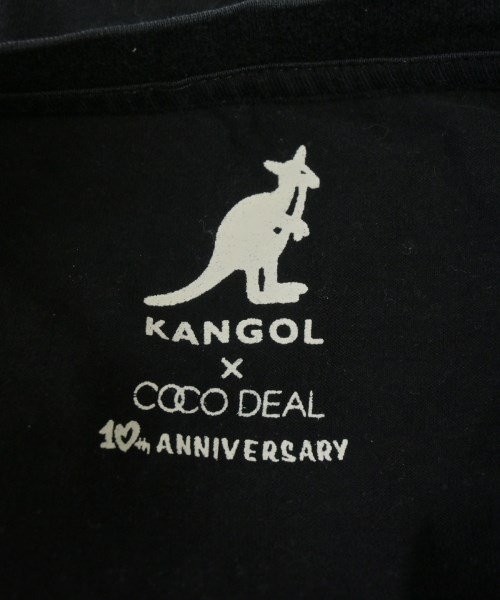 KANGOL
X
COCO DEAL
10th ANNIVERSARY